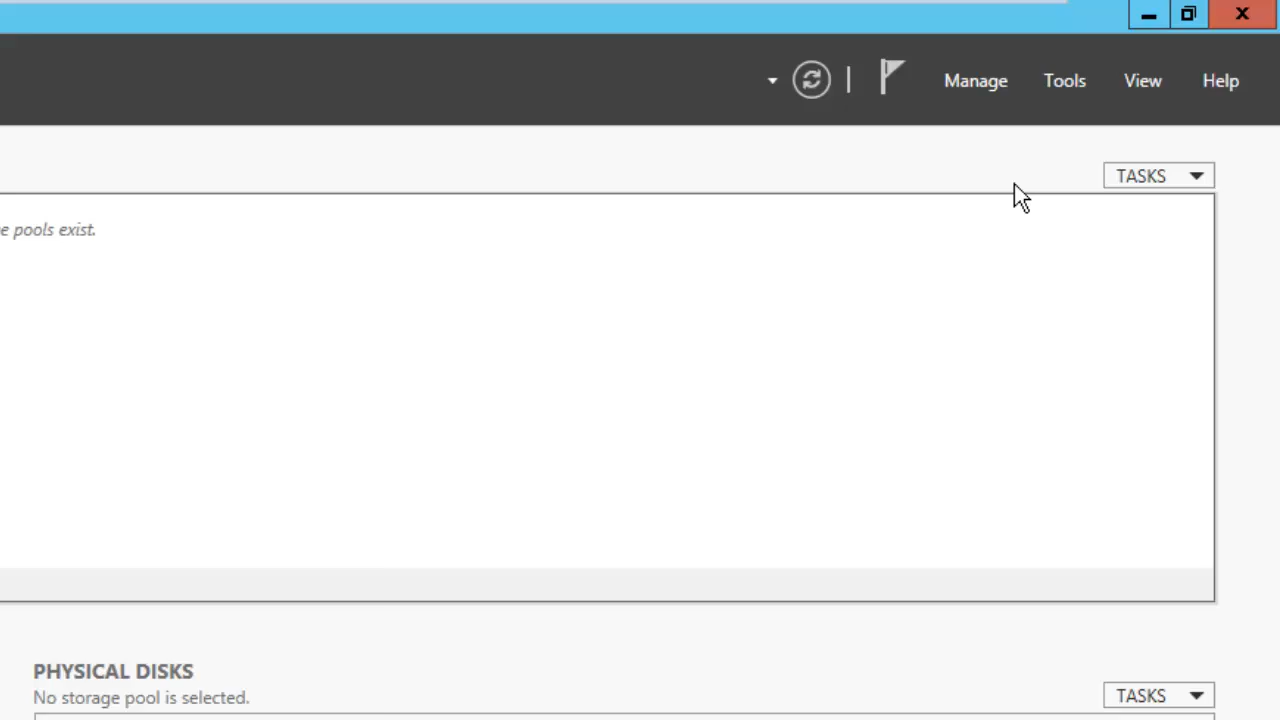 Manage Tools View Help
TASKS
pools exist.
PHYSICAL DISKS
No storage pool is selected.
TASKS